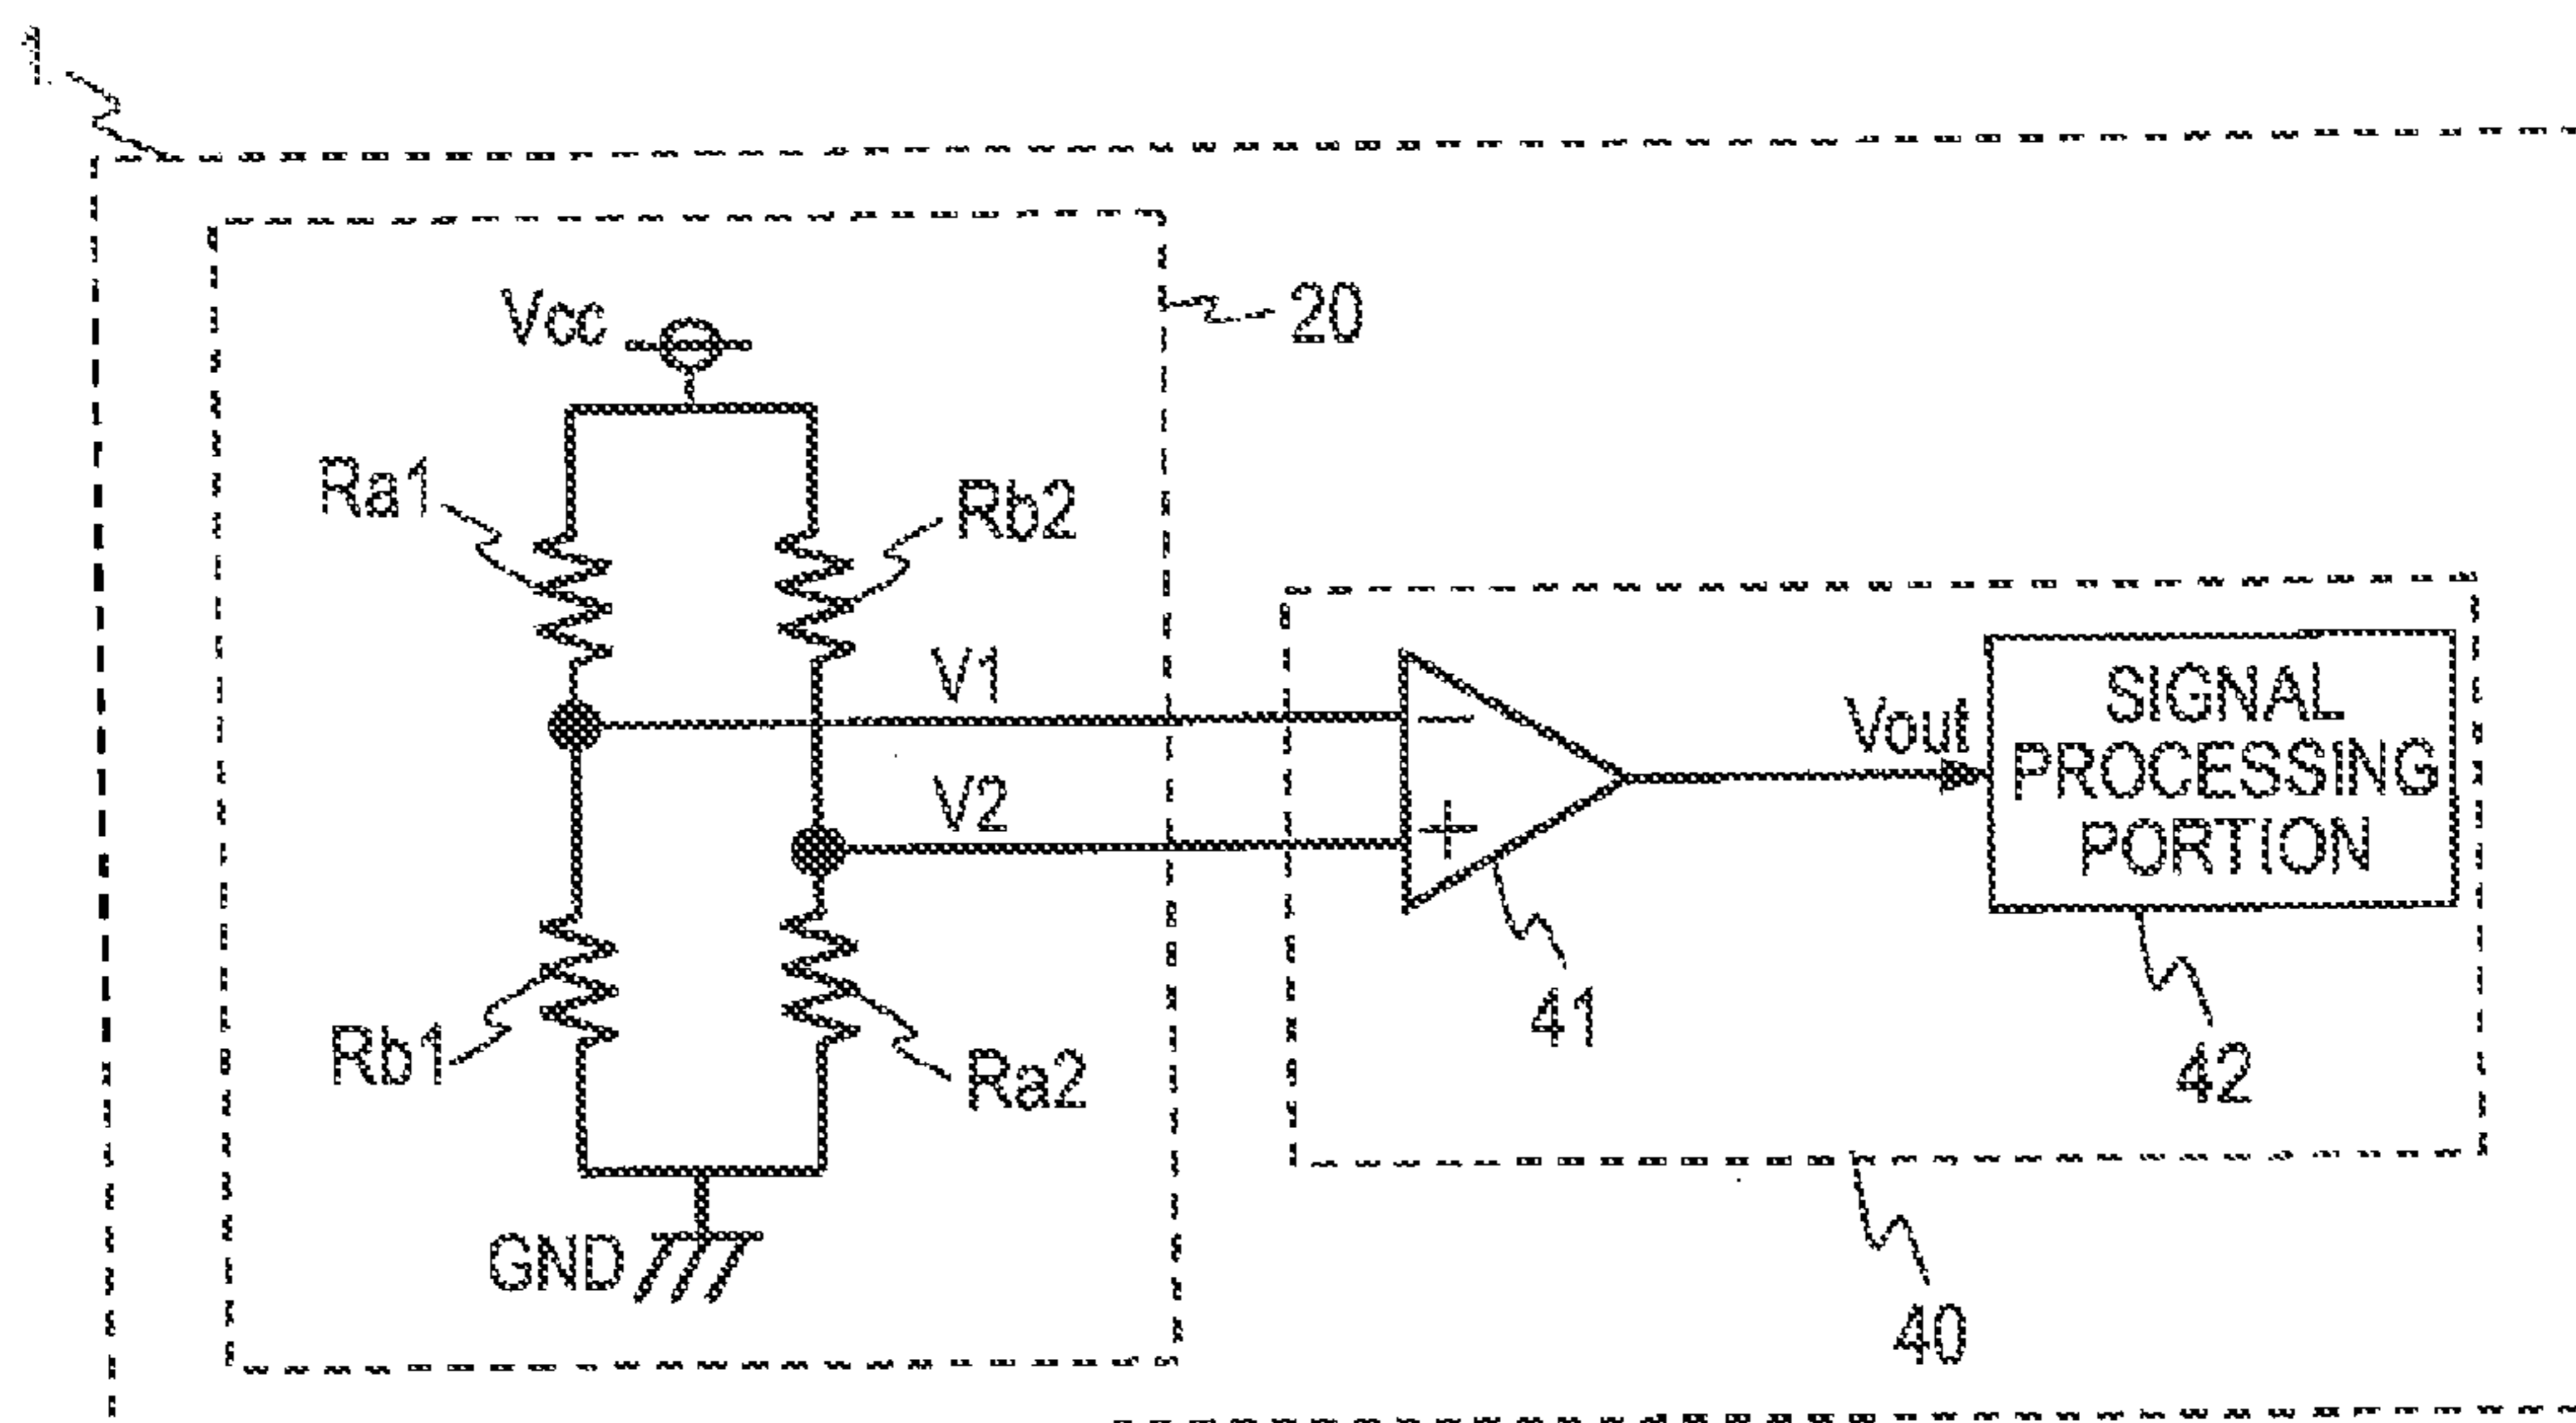 1
Vcc
20
Ra1
Rb2
V1
V2
Vout
SIGNAL
PROCESSING
PORTION
Rb1
Ra2
41
42
GND
40